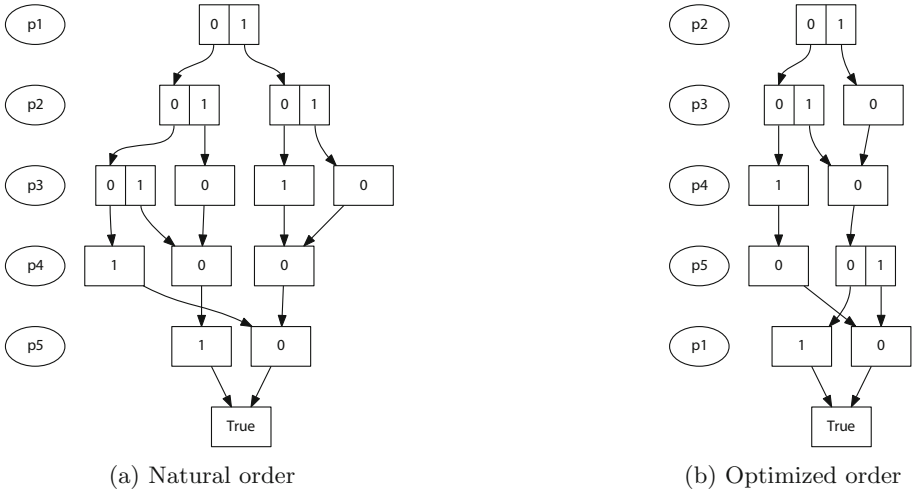 p1 0 1 p2 0 1
p2 0 1 0 1 p3 0 1 0
p3 0 1 0 1 0 p4 1 0
p4 1 0 0 p5 0 0 1
p5 1 0 p1 1 0
True True
(a) Natural order (b) Optimized order